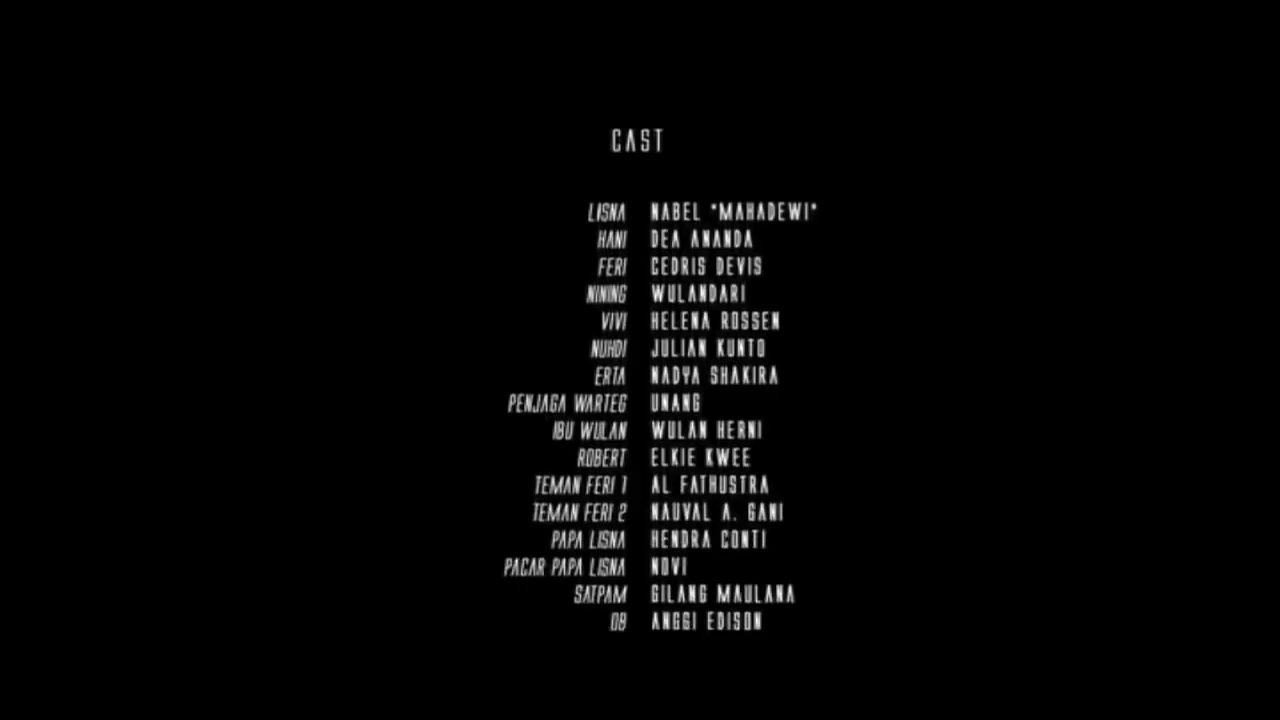 CAST
LISNA NABEL "MAHADEWI"
HANI DEA ANANDA
FERI CEDRIS DEVIS
NINING WULANDARI
VIVI HELENA ROSSEN
NUHDI JULIAN KUNTO
ERTA NADYA SHAKIRA
PENJAGA WARTEG UNANG
IBU WULAN WULAN HERNI
ROBERT ELKIE KWEE
TEMAN FERI 1 AL FATHUSTRA
TEMAN FERI 2 NAUVAL A. GANI
PAPA LISNA HENDRA CONTI
PACAR PAPA LISNA NOVI
SATPAM GILANG MAULANA
OB ANGGI EDISON